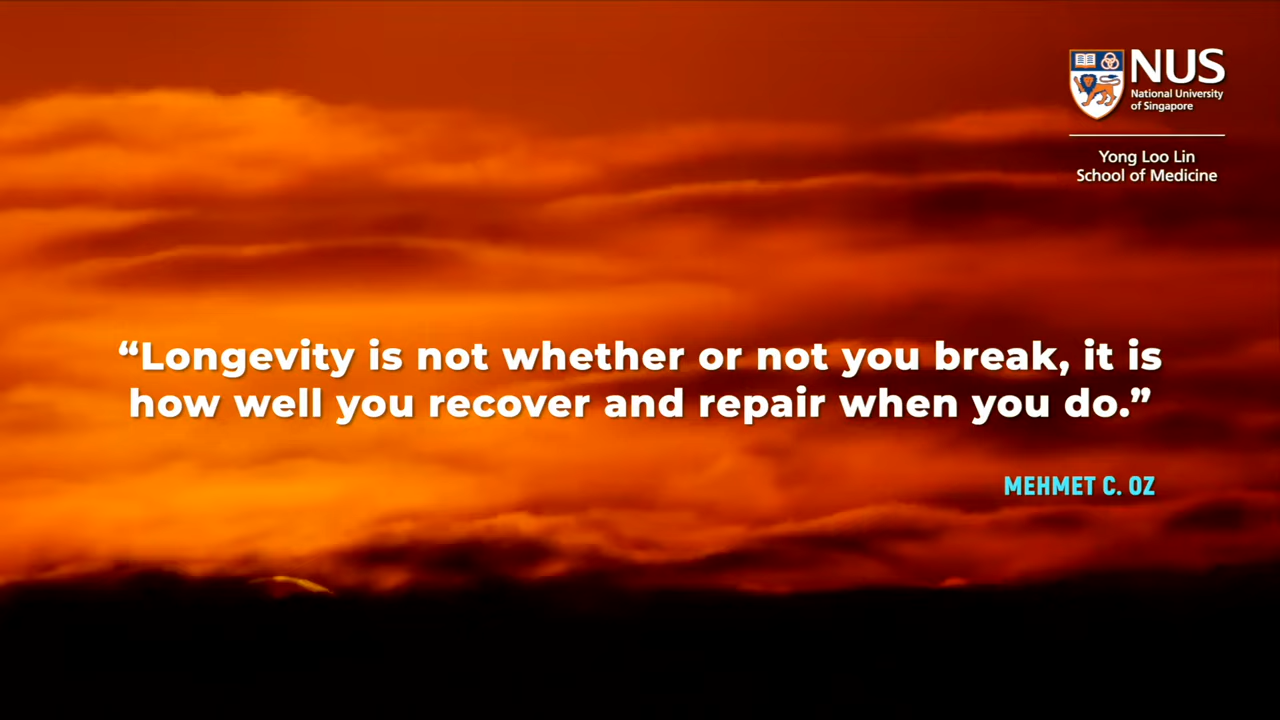 NUS
National University
of Singapore
Yong Loo Lin
School of Medicine
“Longevity is not whether or not you break, it is
how well you recover and repair when you do.”
MEHMET C. OZ